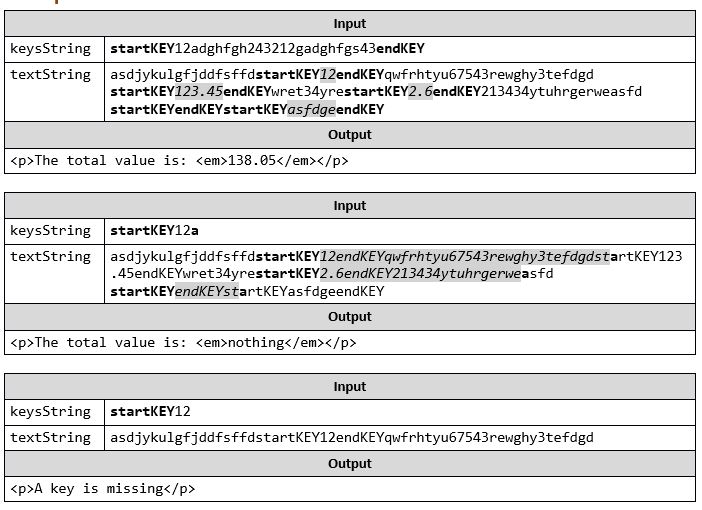 Input
keysString startKEY12adghfgh243212gadghfgs43endKEY
textString asdjykulgfjddfsffdstartKEY12endKEYqwfrhtyu67543rewghy3tefdgd
startKEY123.45endKEYwret34yrestartKEY2.6endKEY213434ytuhrgerweasfd
startKEYendKEYstartKEYasfdgeendKEY
Output
<p>The total value is: <em>138.05</em></p>
Input
keysString startKEY12a
textString asdjykulgfjddfsffdstartKEY12endKEYqwfrhtyu67543rewghy3tefdgdstartKEY123
.45endKEYwret34yrestartKEY2.6endKEY213434ytuhrgerweasfd
startKEYendKEYstartKEYasfdgeendKEY
Output
<p>The total value is: <em>nothing</em></p>
Input
keysString startKEY12
textString asdjykulgfjddfsffdstartKEY12endKEYqwfrhtyu67543rewghy3tefdgd
Output
<p>A key is missing</p>